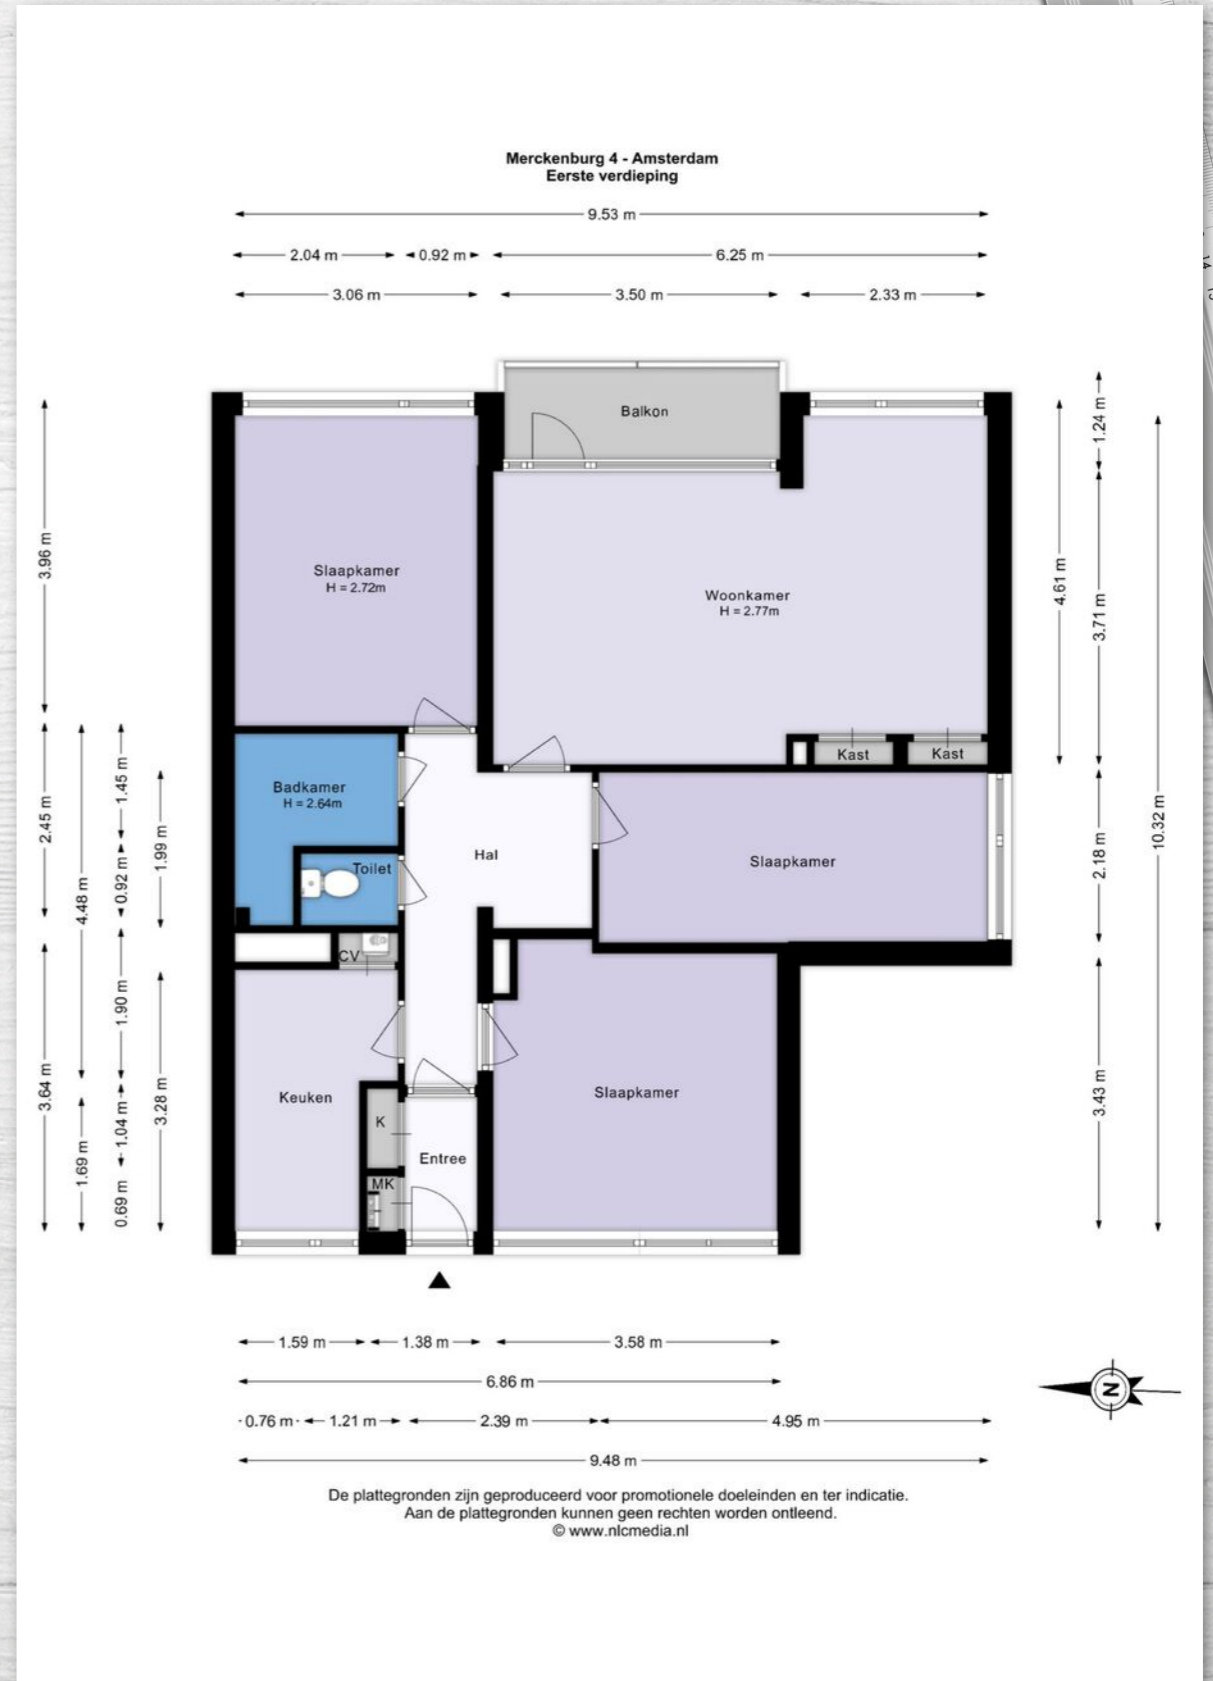 Merckenburg 4 - Amsterdam
Eerste verdieping
9.53 m
2.04 m
0.92 m
6.25 m
3.06 m
3.50 m
2.33 m
Balkon
1.24 m
3.96 m
Slaapkamer
H = 2.72m
Woonkamer
H = 2.77m
4.61 m
3.71 m
10.32 m
Kast
Kast
2.45 m
4.48 m
1.45 m
0.92 m
1.99 m
Badkamer
H = 2.64m
Toilet
Hal
Slaapkamer
2.18 m
CV
3.64 m
1.69 m
1.90 m
1.04 m
0.69 m
3.28 m
Keuken
K
MK
Entree
Slaapkamer
3.43 m
1.59 m
1.38 m
3.58 m
6.86 m
N
0.76 m
1.21 m
2.39 m
4.95 m
9.48 m
De plattegronden zijn geproduceerd voor promotionele doeleinden en ter indicatie.
Aan de plattegronden kunnen geen rechten worden ontleend.
© www.nlcmedia.nl